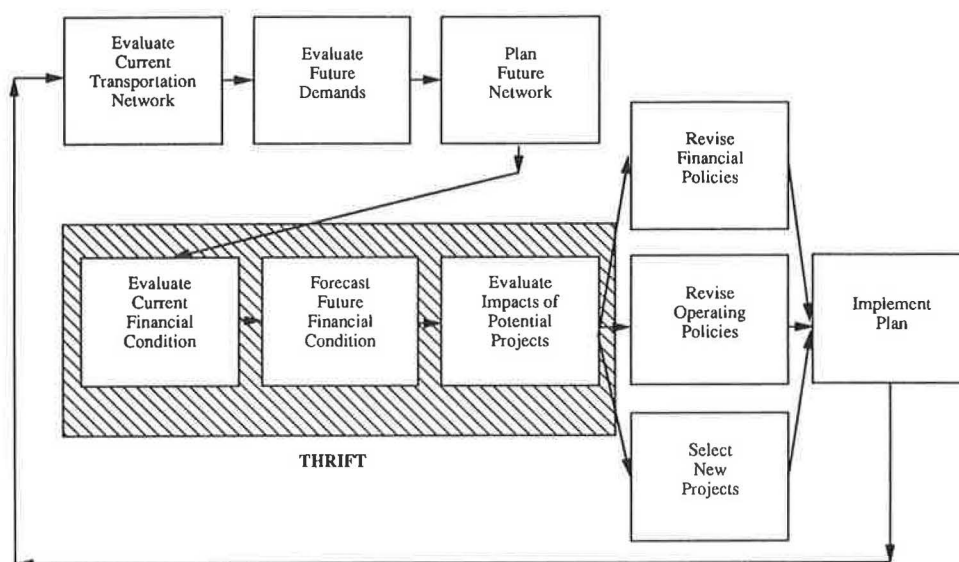 Evaluate
Current
Transportation
Network
Evaluate
Future
Demands
Plan
Future
Network
Revise
Financial
Policies
Evaluate
Current
Financial
Condition
Forecast
Future
Financial
Condition
Evaluate
Impacts of
Potential
Projects
Revise
Operating
Policies
Implement
Plan
THRIFT
Select
New
Projects